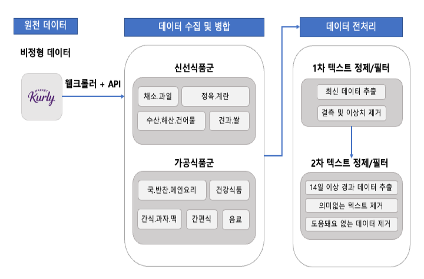 원천 데이터
데이터 수집 및 병합
데이터 전처리
비정형 데이터
Kurly
웹크롤러 + API
신선식품군
채소.과일
정육.계란
수산.해산.건어물
견과.쌀
가공식품군
국.반찬.메인요리
건강식품
간식.과자.떡
간편식
음료
1차 텍스트 정제/필터
최신 데이터 추출
결측 및 이상치 제거
2차 텍스트 정제/필터
14일 이상 경과 데이터 추출
의미없는 텍스트 제거
도움돼요 없는 데이터 제거